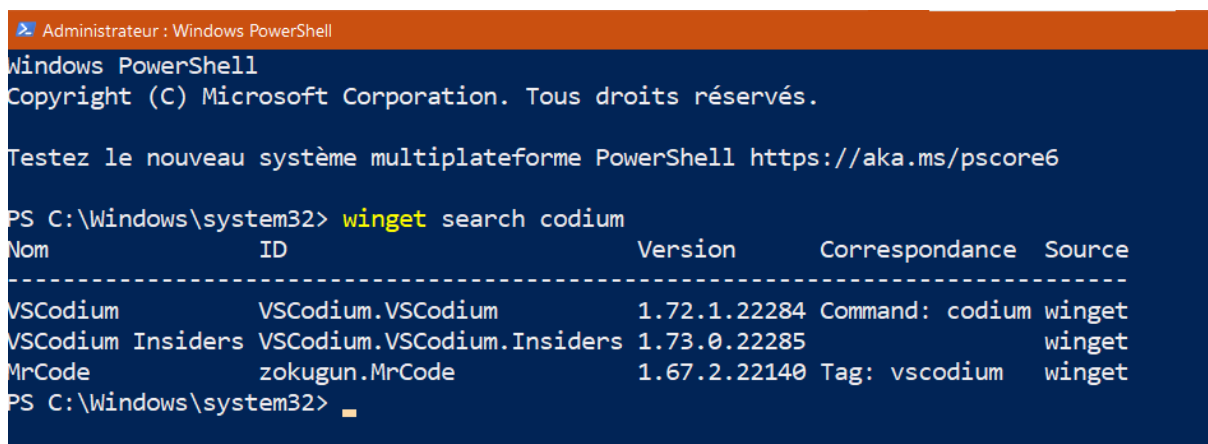 Administrateur : Windows PowerShell
Windows PowerShell
Copyright (C) Microsoft Corporation. Tous droits réservés.
Testez le nouveau système multiplateforme PowerShell https://aka.ms/pscore6
PS C:\Windows\system32> winget search codium
Nom ID Version Correspondance Source
--------------------------------------------------------------------------------
VSCodium VSCodium.VSCodium 1.72.1.22284 Command: codium winget
VSCodium Insiders VSCodium.VSCodium.Insiders 1.73.0.22285 winget
MrCode zokugun.MrCode 1.67.2.22140 Tag: vscodium winget
PS C:\Windows\system32>